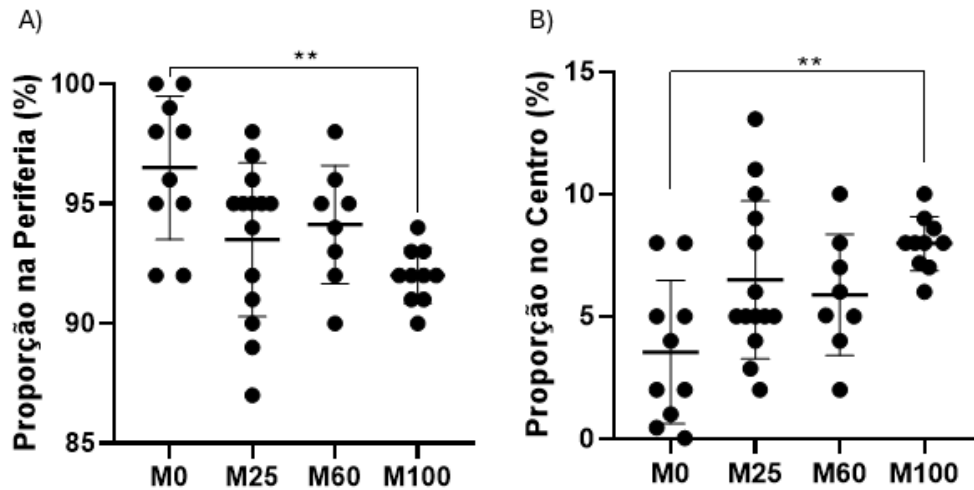 A)
B)
**
**
Proporção na Periferia (%)
100
95
90
85
M0 M25 M60 M100
Proporção no Centro (%)
15
10
5
0
M0 M25 M60 M100